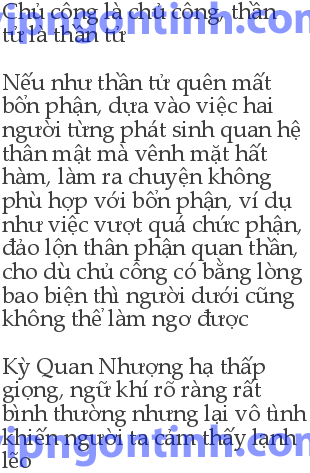 Chủ công là chủ công, thần
tử là thần tử
Nếu như thần tử quên mất
bổn phận, dựa vào việc hai
người từng phát sinh quan hệ
thân mật mà vênh mặt hất
hàm, làm ra chuyện không
phù hợp với bổn phận, ví dụ
như việc vượt quá chức phận,
đảo lộn thân phận quan thần,
cho dù chủ công có bằng lòng
bao biện thì người dưới cũng
không thể làm ngơ được
Kỳ Quan Nhượng hạ thấp
giọng, ngữ khí rõ ràng rất
bình thường nhưng lại vô tình
khiến người ta cảm thấy lạnh
lẽo
vipngontinh.com
vipngontinh.com